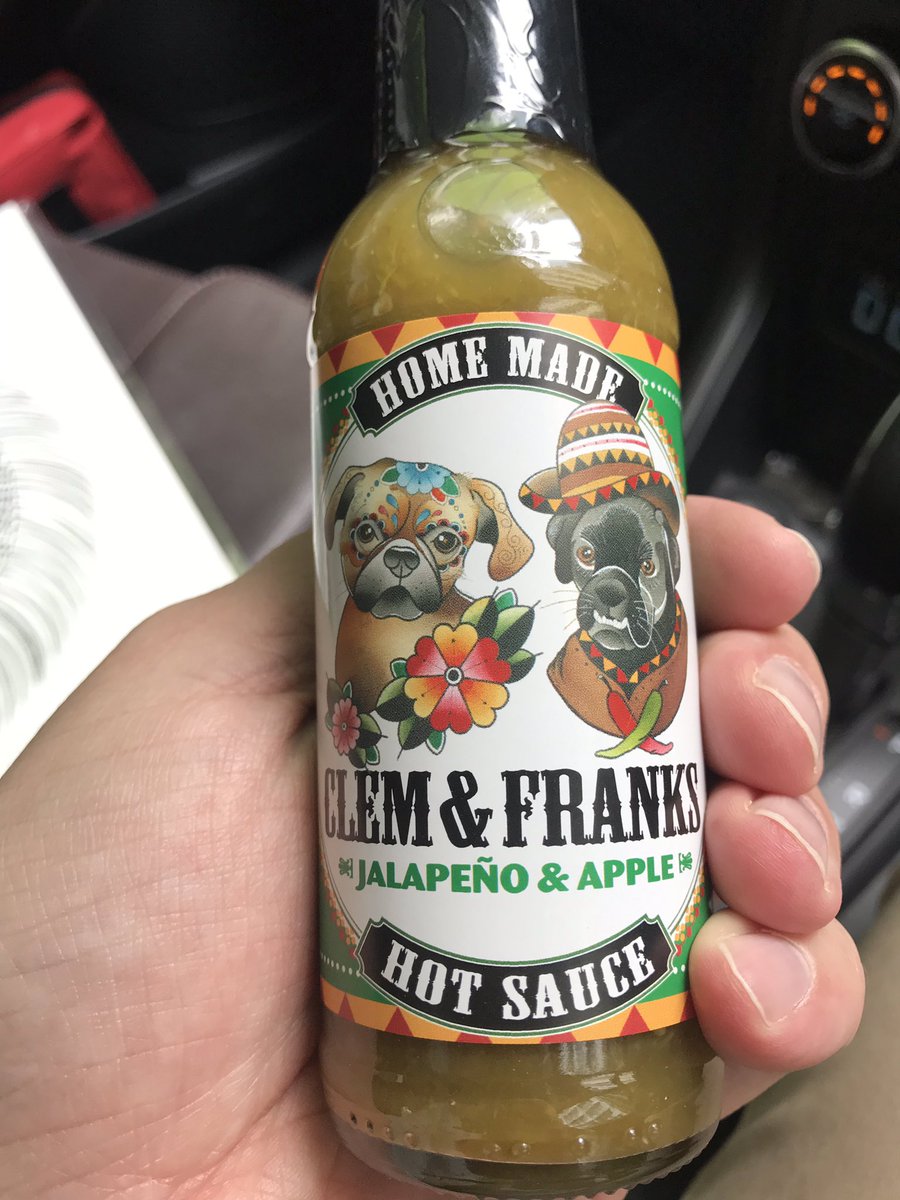 HOME MADE
CLEM & FRANKS
JALAPEÑO & APPLE
HOT SAUCE